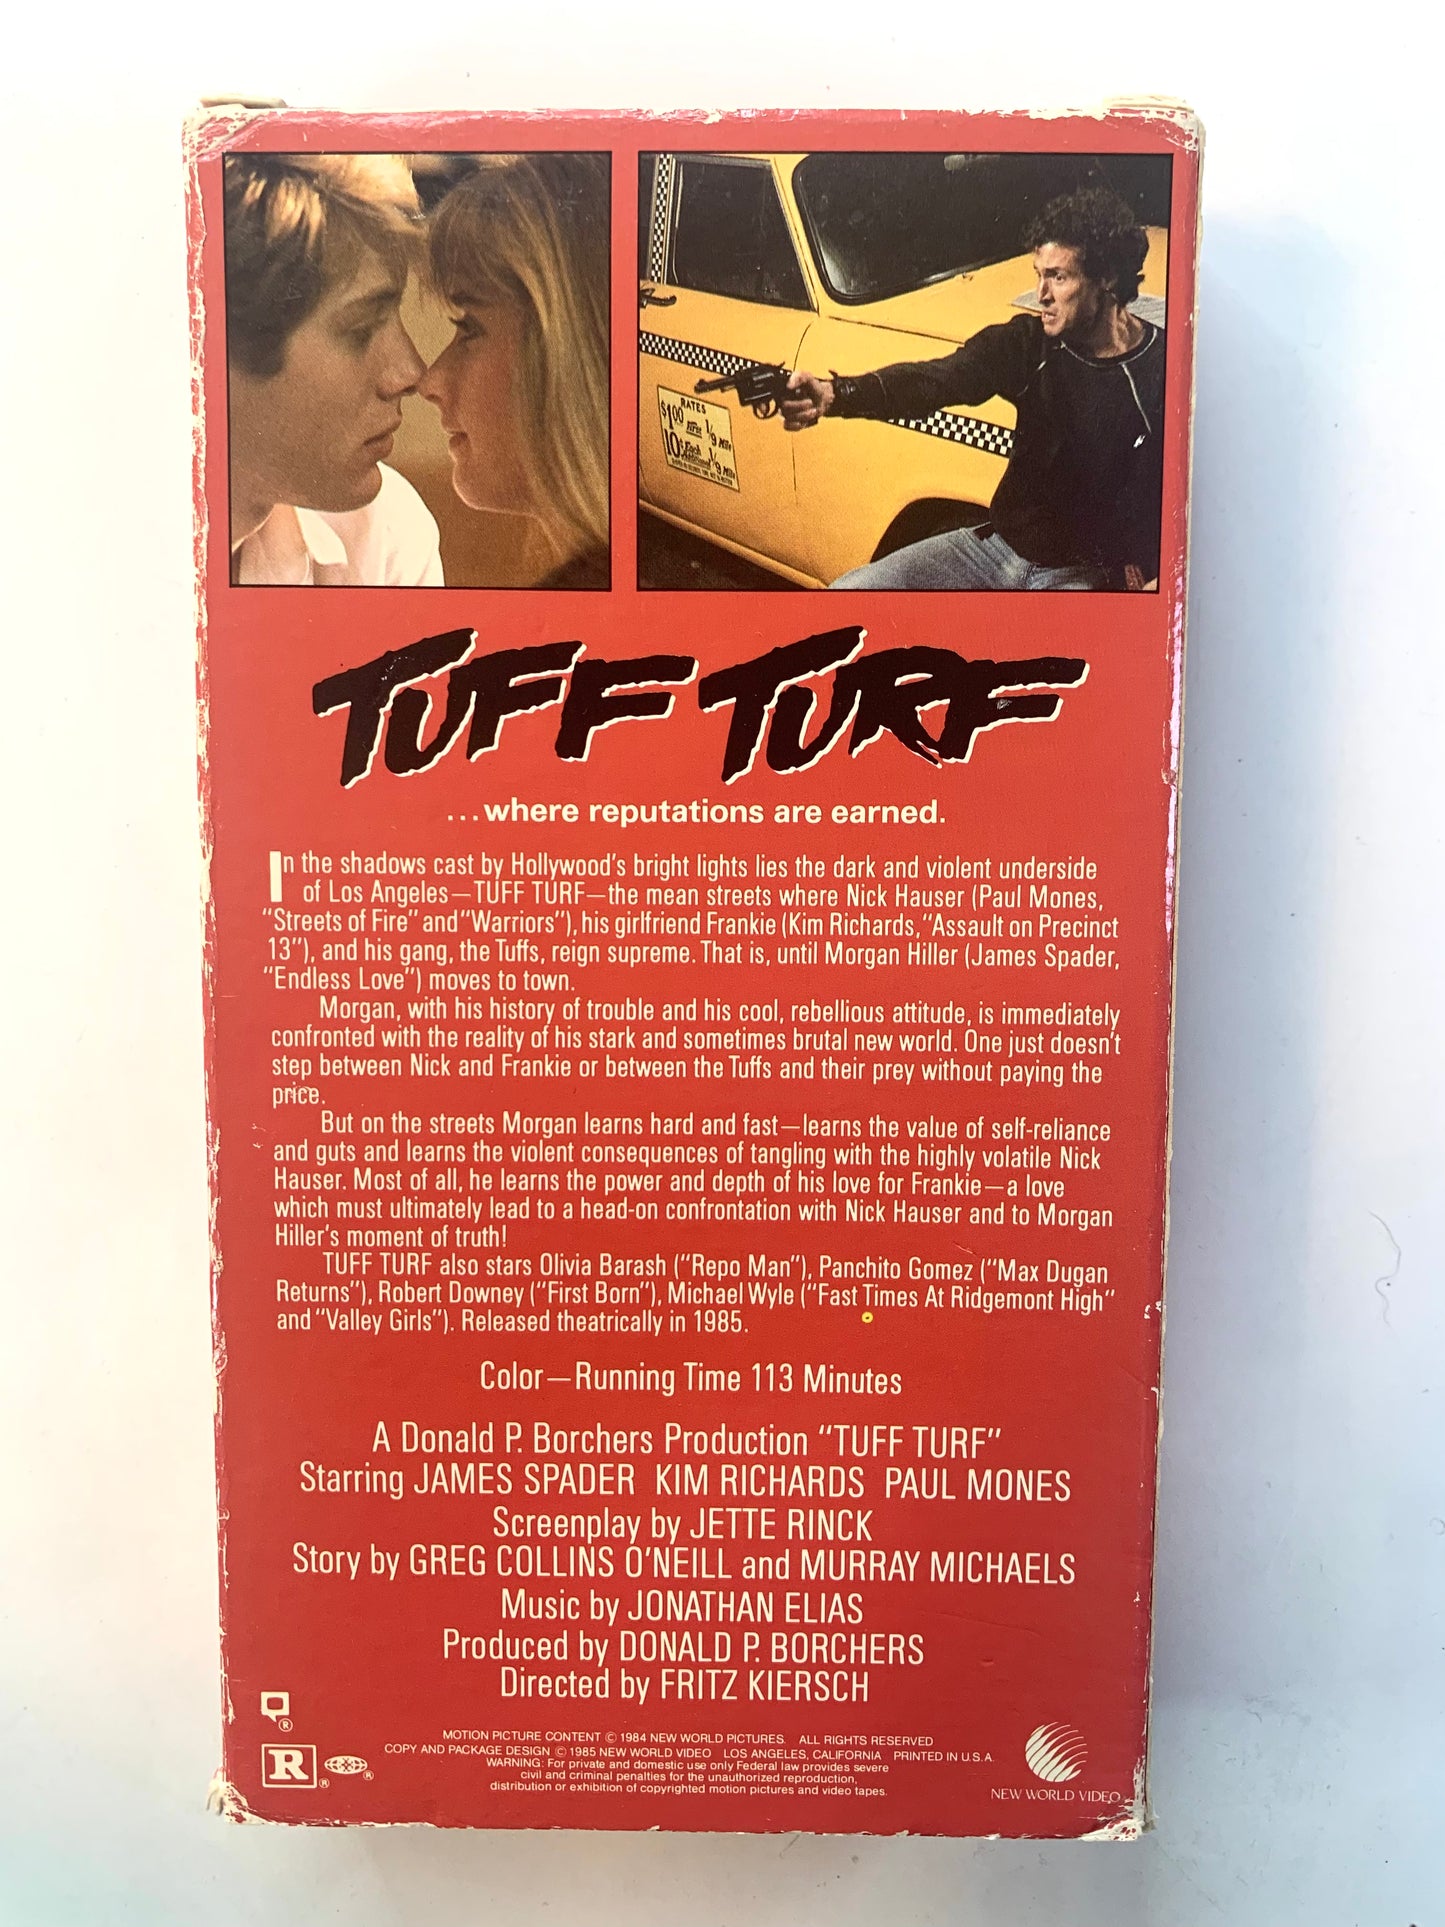 RATES
$1.00 First 1/9 Mile
10¢ Each Additional 1/9 Mile
TUFF TURF
...where reputations are earned.
In the shadows cast by Hollywood's bright lights lies the dark and violent underside
of Los Angeles—TUFF TURF—the mean streets where Nick Hauser (Paul Mones,
"Streets of Fire" and "Warriors"), his girlfriend Frankie (Kim Richards, "Assault on Precinct
13"), and his gang, the Tuffs, reign supreme. That is, until Morgan Hiller (James Spader,
"Endless Love") moves to town.
Morgan, with his history of trouble and his cool, rebellious attitude, is immediately
confronted with the reality of his stark and sometimes brutal new world. One just doesn't
step between Nick and Frankie or between the Tuffs and their prey without paying the
price.
But on the streets Morgan learns hard and fast—learns the value of self-reliance
and guts and learns the violent consequences of tangling with the highly volatile Nick
Hauser. Most of all, he learns the power and depth of his love for Frankie—a love
which must ultimately lead to a head-on confrontation with Nick Hauser and to Morgan
Hiller's moment of truth!
TUFF TURF also stars Olivia Barash ("Repo Man"), Panchito Gomez ("Max Dugan
Returns"), Robert Downey ("First Born"), Michael Wyle ("Fast Times At Ridgemont High"
and "Valley Girls"). Released theatrically in 1985.
Color—Running Time 113 Minutes
A Donald P. Borchers Production "TUFF TURF"
Starring JAMES SPADER KIM RICHARDS PAUL MONES
Screenplay by JETTE RINCK
Story by GREG COLLINS O'NEILL and MURRAY MICHAELS
Music by JONATHAN ELIAS
Produced by DONALD P. BORCHERS
Directed by FRITZ KIERSCH
MOTION PICTURE CONTENT © 1984 NEW WORLD PICTURES. ALL RIGHTS RESERVED
COPY AND PACKAGE DESIGN © 1985 NEW WORLD VIDEO LOS ANGELES, CALIFORNIA PRINTED IN U.S.A.
WARNING: For private and domestic use only Federal law provides severe
civil and criminal penalties for the unauthorized reproduction,
distribution or exhibition of copyrighted motion pictures and video tapes.
®
R ® ®
NEW WORLD VIDEO